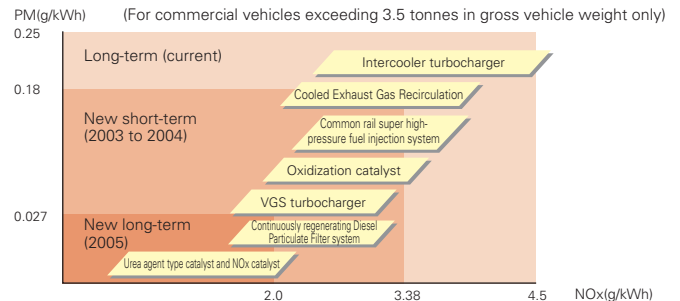 PM(g/kWh) (For commercial vehicles exceeding 3.5 tonnes in gross vehicle weight only)
0.25
Long-term (current)
Intercooler turbocharger
0.18
Cooled Exhaust Gas Recirculation
New short-term
(2003 to 2004)
Common rail super high-
pressure fuel injection system
Oxidization catalyst
VGS turbocharger
0.027
New long-term
(2005)
Continuously regenerating Diesel
Particulate Filter system
Urea agent type catalyst and NOx catalyst
2.0 3.38 4.5 NOx(g/kWh)